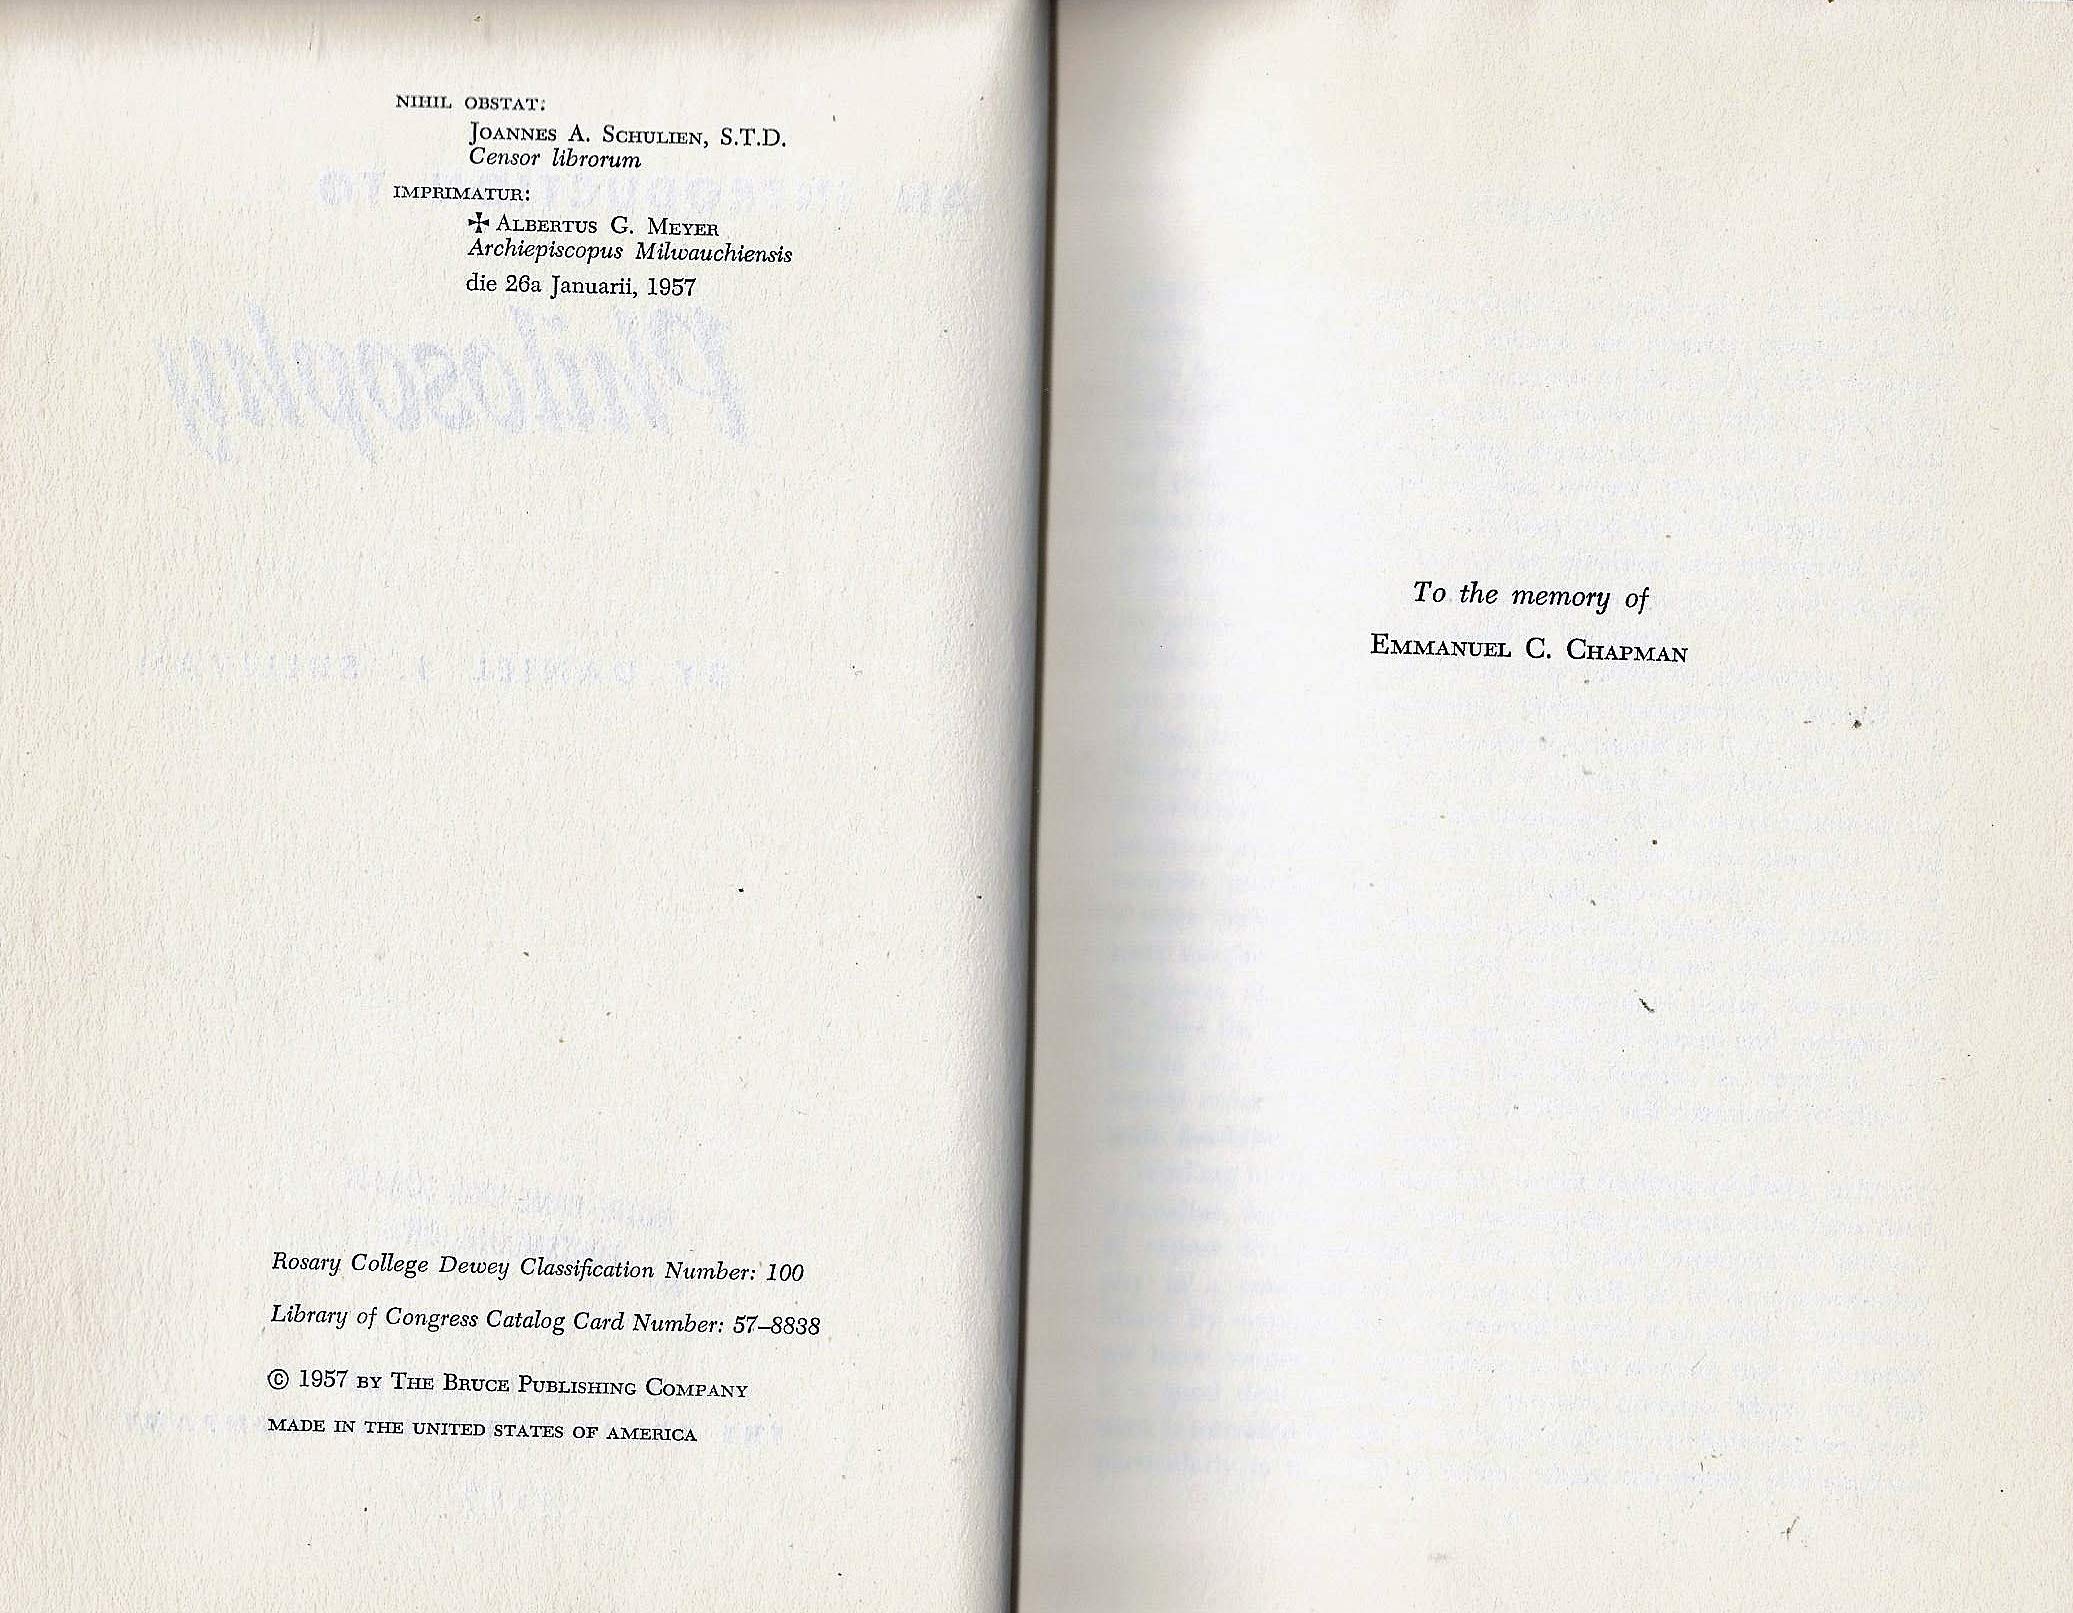 NIHIL OBSTAT:
JOANNES A. SCHULIEN, S.T.D.
Censor librorum
IMPRIMATUR:
✠ ALBERTUS G. MEYER
Archiepiscopus Milwauchiensis
die 26a Januarii, 1957
Philosophy
Rosary College Dewey Classification Number: 100
Library of Congress Catalog Card Number: 57–8838
© 1957 BY THE BRUCE PUBLISHING COMPANY
MADE IN THE UNITED STATES OF AMERICA
To the memory of
EMMANUEL C. CHAPMAN